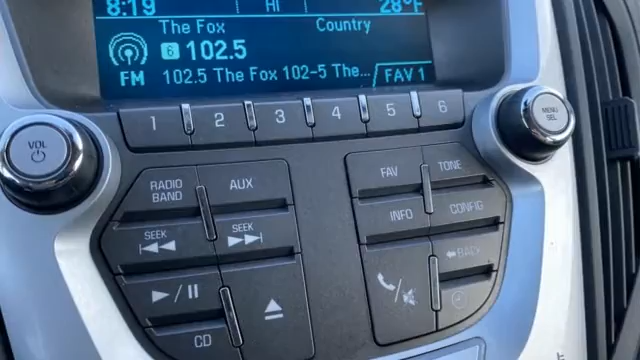 8:19 HI 28°F
The Fox Country
6 102.5
FM 102.5 The Fox 102-5 The... FAV 1
1 2 3 4 5 6
VOL
MENU
SEL
RADIO
BAND
AUX
FAV TONE
SEEK SEEK
INFO CONFIG
BACK
CD